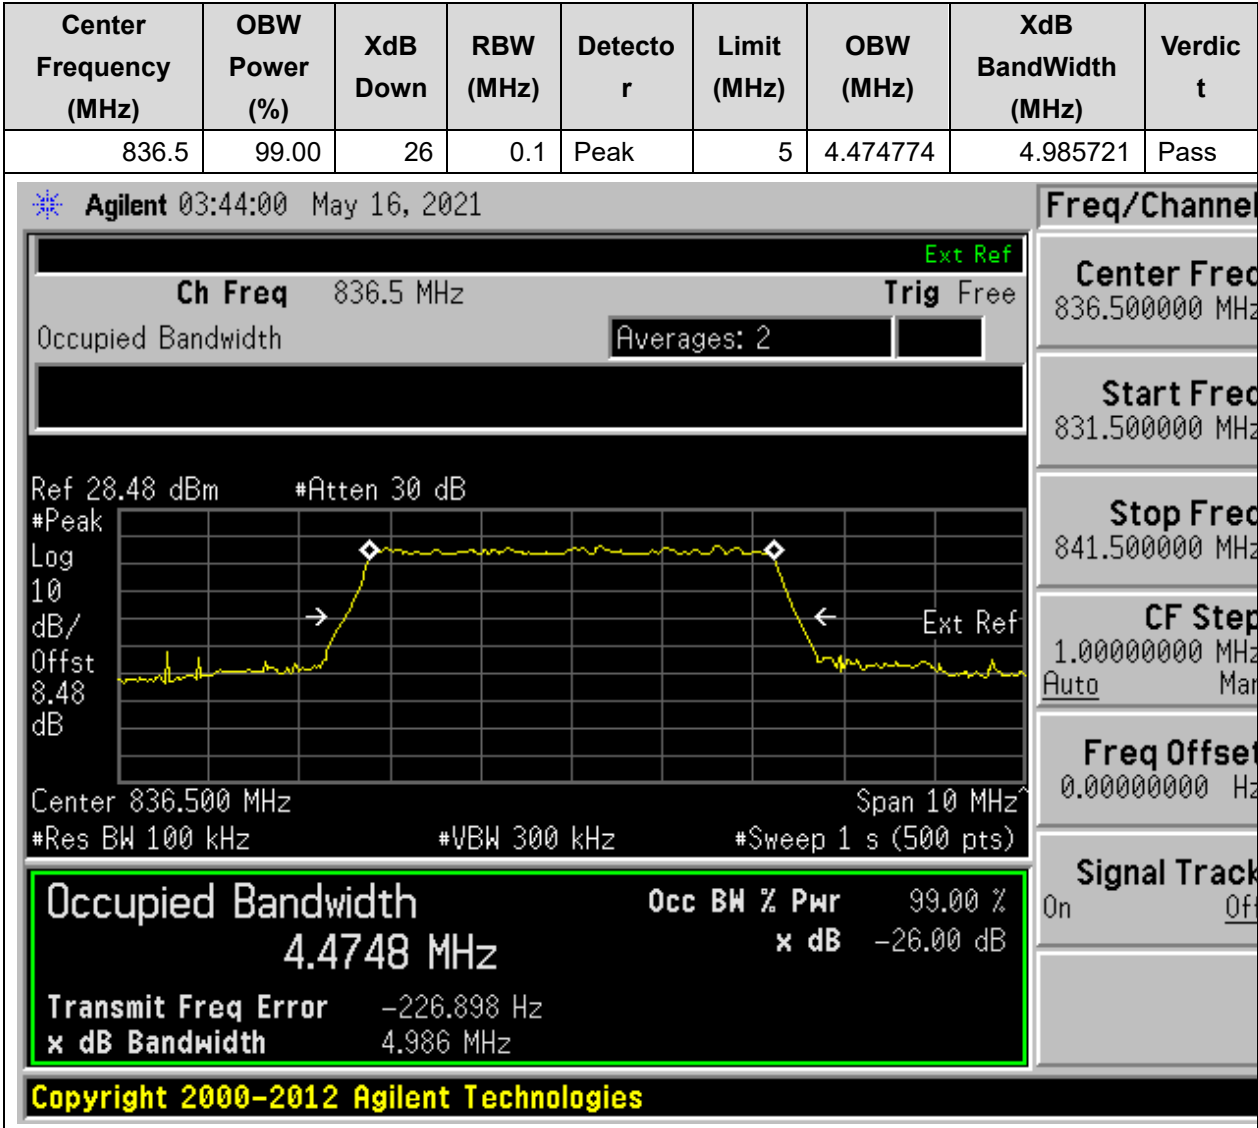 Center Frequency (MHz) OBW Power (%) XdB Down RBW (MHz) Detector Limit (MHz) OBW (MHz) XdB BandWidth (MHz) Verdict
836.5 99.00 26 0.1 Peak 5 4.474774 4.985721 Pass
Agilent 03:44:00 May 16, 2021
Freq/Channel
Ext Ref
Ch Freq 836.5 MHz Trig Free
Occupied Bandwidth Averages: 2
Center Freq
836.500000 MHz
Start Freq
831.500000 MHz
Stop Freq
841.500000 MHz
CF Step
1.00000000 MHz
Auto Man
Freq Offset
0.00000000 Hz
Signal Track
On Off
Ref 28.48 dBm #Atten 30 dB
#Peak
Log
10
dB/
Offst
8.48
dB
Ext Ref
Center 836.500 MHz Span 10 MHz^
#Res BW 100 kHz #VBW 300 kHz #Sweep 1 s (500 pts)
Occupied Bandwidth Occ BW % Pwr 99.00 %
4.4748 MHz x dB -26.00 dB
Transmit Freq Error -226.898 Hz
x dB Bandwidth 4.986 MHz
Copyright 2000-2012 Agilent Technologies